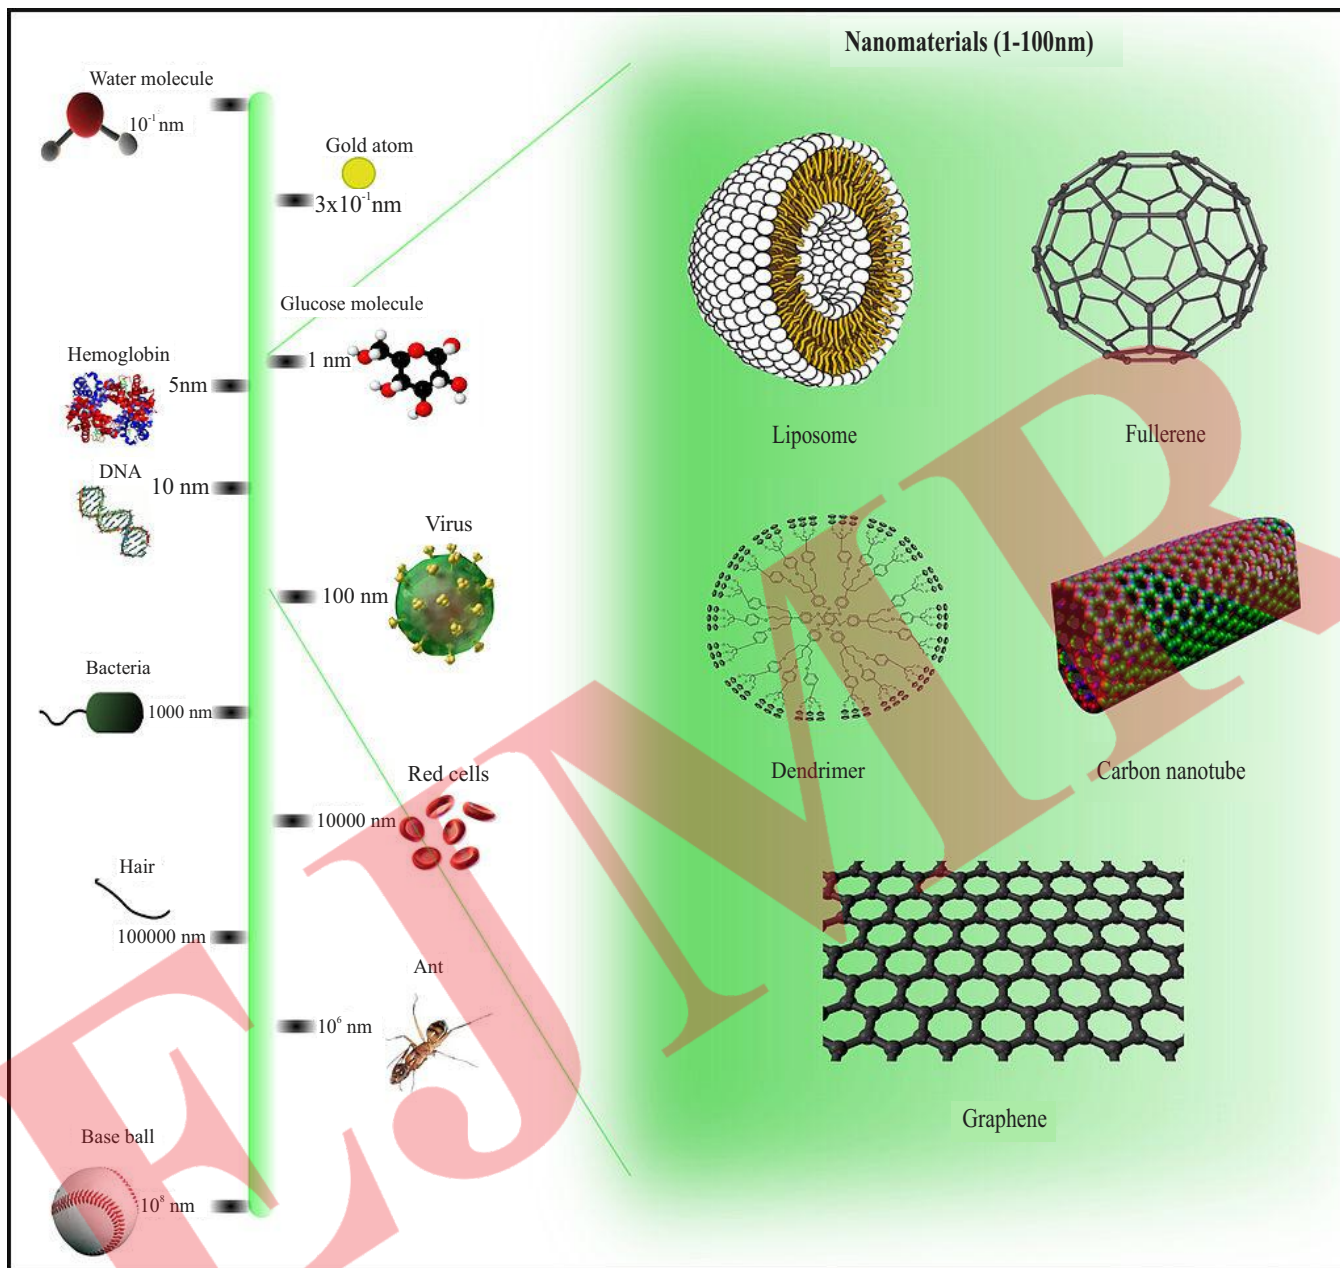 Nanomaterials (1-100nm)
Water molecule
10⁻¹ nm
Gold atom
3x10⁻¹nm
Glucose molecule
1 nm
Hemoglobin
5nm
DNA
10 nm
Virus
100 nm
Bacteria
1000 nm
Red cells
10000 nm
Hair
100000 nm
Ant
10⁶ nm
Base ball
10⁸ nm
Liposome
Fullerene
Dendrimer
Carbon nanotube
Graphene
EJMR